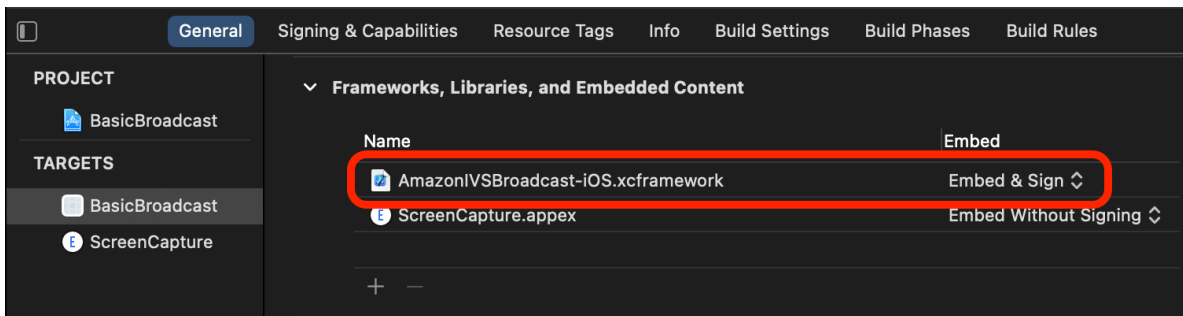 General Signing & Capabilities Resource Tags Info Build Settings Build Phases Build Rules
PROJECT
BasicBroadcast
TARGETS
BasicBroadcast
E ScreenCapture
Frameworks, Libraries, and Embedded Content
Name Embed
AmazonIVSBroadcast-iOS.xcframework Embed & Sign
E ScreenCapture.appex Embed Without Signing